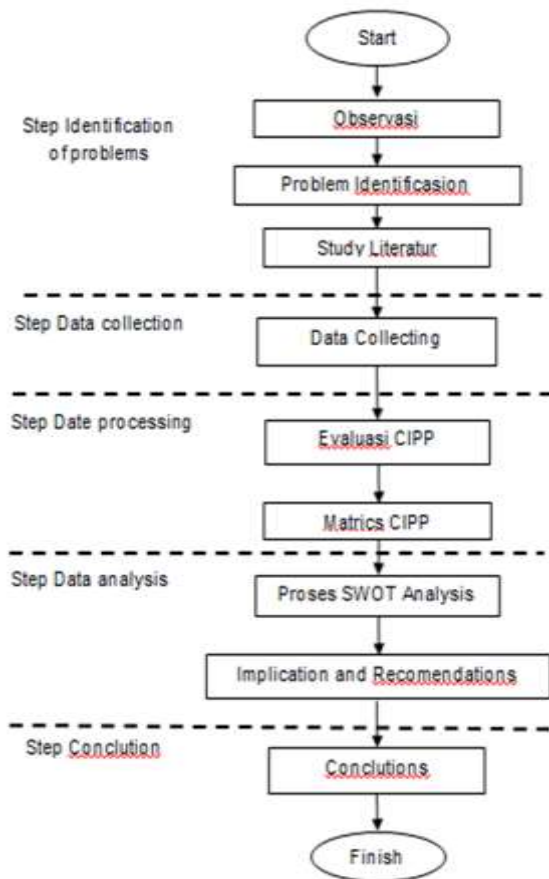 Start
Step Identification
of problems
Observasi
Problem Identificasion
Study Literatur
Step Data collection
Data Collecting
Step Date processing
Evaluasi CIPP
Matrics CIPP
Step Data analysis
Proses SWOT Analysis
Implication and Recomendations
Step Conclution
Conclutions
Finish